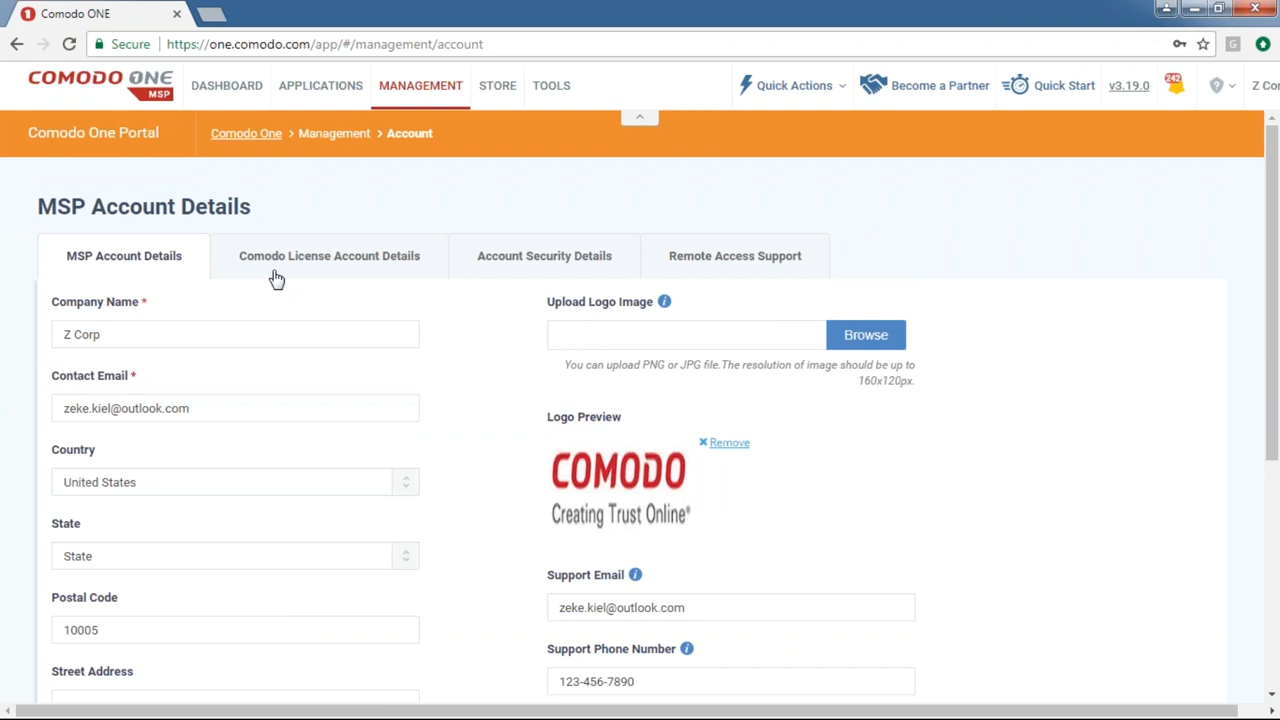 Comodo ONE
Secure https://one.comodo.com/app/#/management/account
COMODO ONE
MSP
DASHBOARD
APPLICATIONS
MANAGEMENT
STORE
TOOLS
Quick Actions
Become a Partner
Quick Start
v3.19.0
242
Z Cor
Comodo One Portal
Comodo One > Management > Account
MSP Account Details
MSP Account Details
Comodo License Account Details
Account Security Details
Remote Access Support
Company Name *
Z Corp
Contact Email *
zeke.kiel@outlook.com
Country
United States
State
State
Postal Code
10005
Street Address
Upload Logo Image
Browse
You can upload PNG or JPG file.The resolution of image should be up to
160x120px.
Logo Preview
Remove
COMODO
Creating Trust Online®
Support Email
zeke.kiel@outlook.com
Support Phone Number
123-456-7890